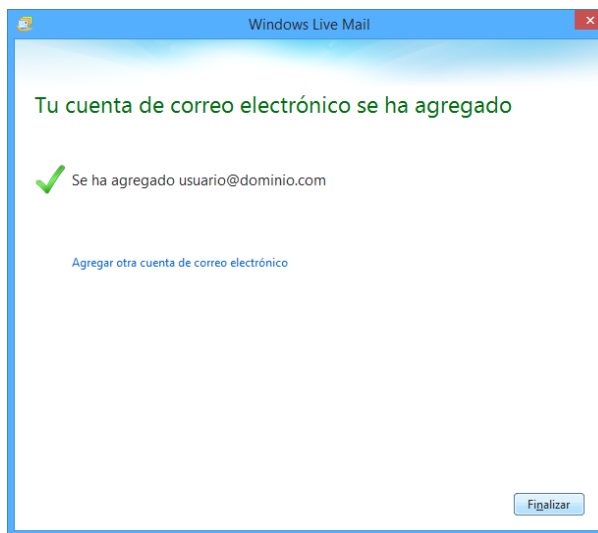 Windows Live Mail
Tu cuenta de correo electrónico se ha agregado
Se ha agregado usuario@dominio.com
Agregar otra cuenta de correo electrónico
Finalizar